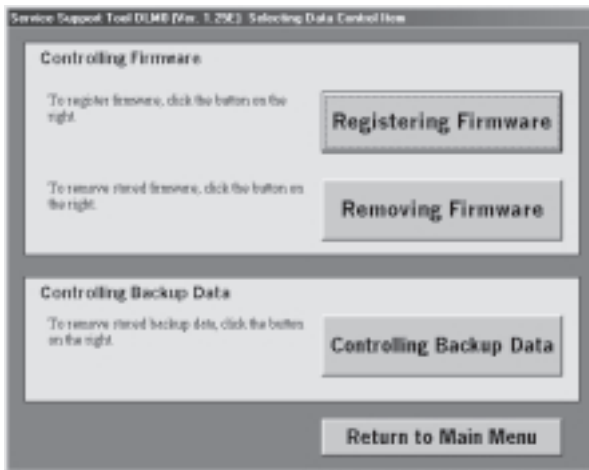 Service Support Tool DLM0 (Ver. 1.25E): Selecting Data Control Item
Controlling Firmware
To register firmware, click the button on the
right.
Registering Firmware
To remove stored firmware, click the button on
the right.
Removing Firmware
Controlling Backup Data
To remove stored backup data, click the button
on the right.
Controlling Backup Data
Return to Main Menu